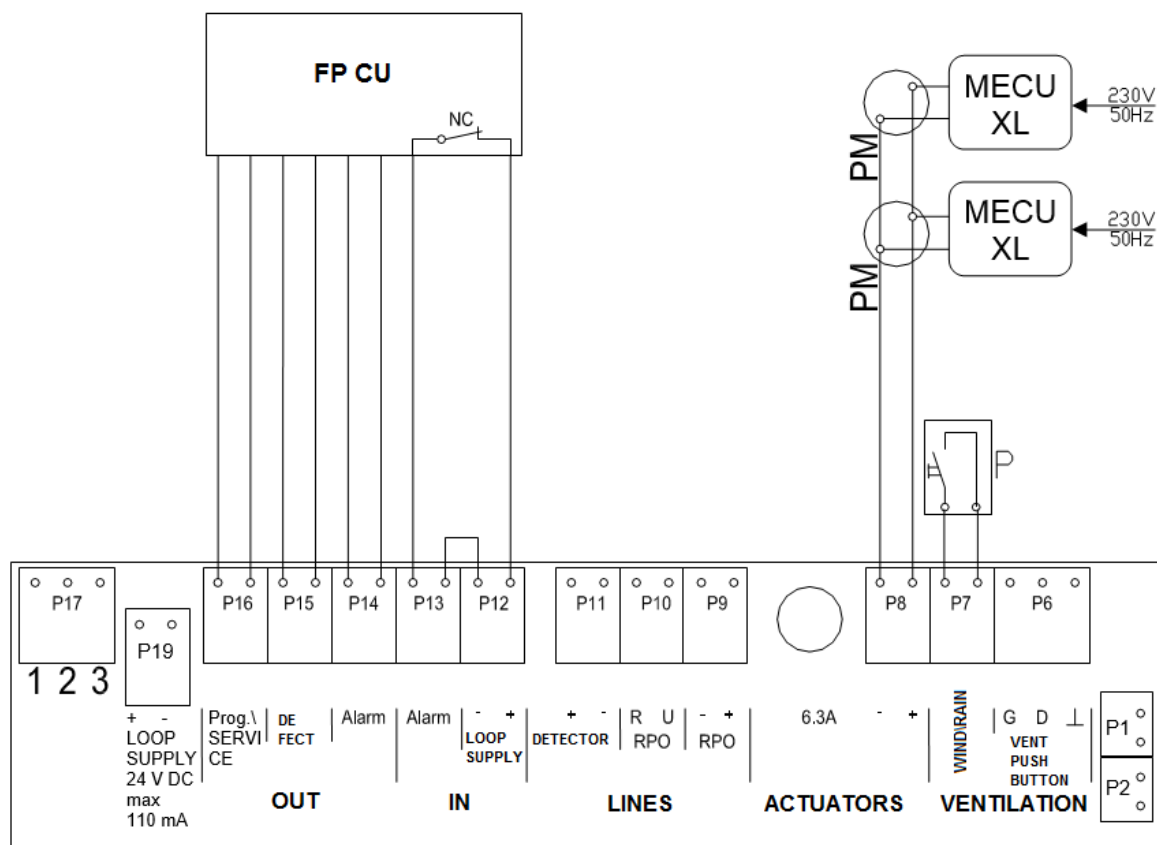 FP CU
NC
MECU
XL
230V
50Hz
PM
MECU
XL
230V
50Hz
PM
P
P17
P19
P16
P15
P14
P13
P12
P11
P10
P9
P8
P7
P6
1 2 3
+ -
LOOP
SUPPLY
24 V DC
max
110 mA
Prog.\
SERVI
CE
DE
FECT
Alarm
OUT
Alarm
- +
LOOP
SUPPLY
IN
+ -
DETECTOR
R U
RPO
- +
RPO
LINES
6.3A
- +
ACTUATORS
WIND\RAIN
G D ⊥
VENT
PUSH
BUTTON
VENTILATION
P1
P2